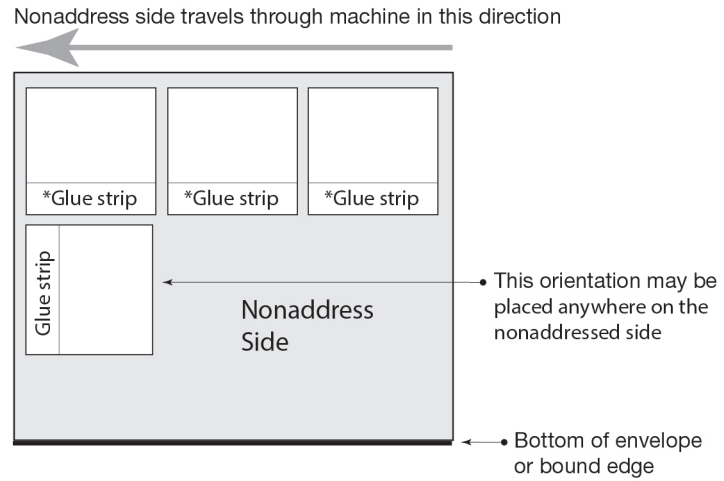 Nonaddress side travels through machine in this direction
*Glue strip
*Glue strip
*Glue strip
Glue strip
This orientation may be
placed anywhere on the
nonaddressed side
Nonaddress
Side
Bottom of envelope
or bound edge